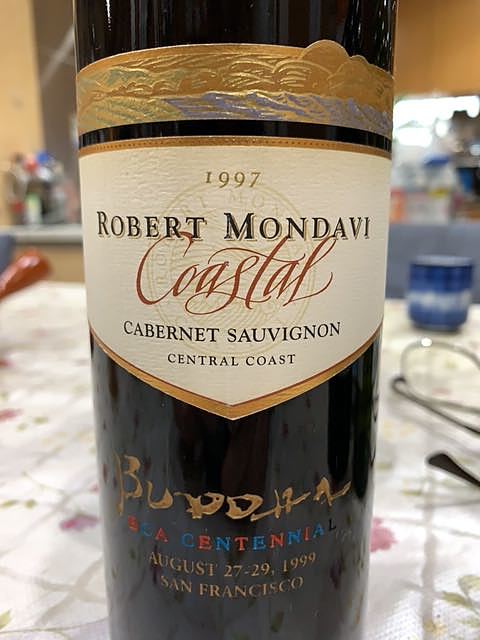 1997
ROBERT MONDAVI
Coastal
CABERNET SAUVIGNON
CENTRAL COAST
BUDDHA
BCA CENTENNIAL
AUGUST 27-29, 1999
SAN FRANCISCO